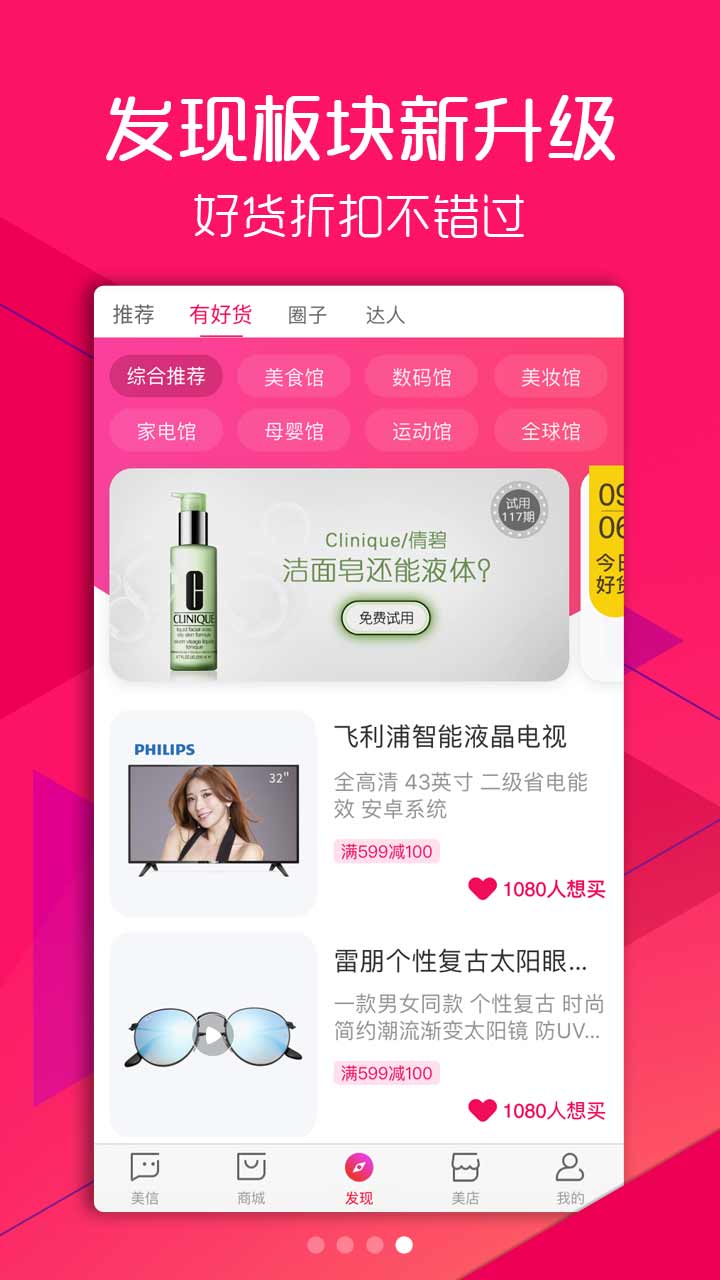 发现板块新升级
好货折扣不错过
推荐 有好货 圈子 达人
综合推荐 美食馆 数码馆 美妆馆
家电馆 母婴馆 运动馆 全球馆
试用
117期
Clinique/倩碧
洁面皂还能液体?
免费试用
CLINIQUE
liquid facial soap
oily skin formula
09
06
今日
好货
PHILIPS
32"
飞利浦智能液晶电视
全高清 43英寸 二级省电能
效 安卓系统
满599减100
1080人想买
雷朋个性复古太阳眼...
一款男女同款 个性复古 时尚
简约潮流渐变太阳镜 防UV...
满599减100
1080人想买
美信 商城 发现 美店 我的